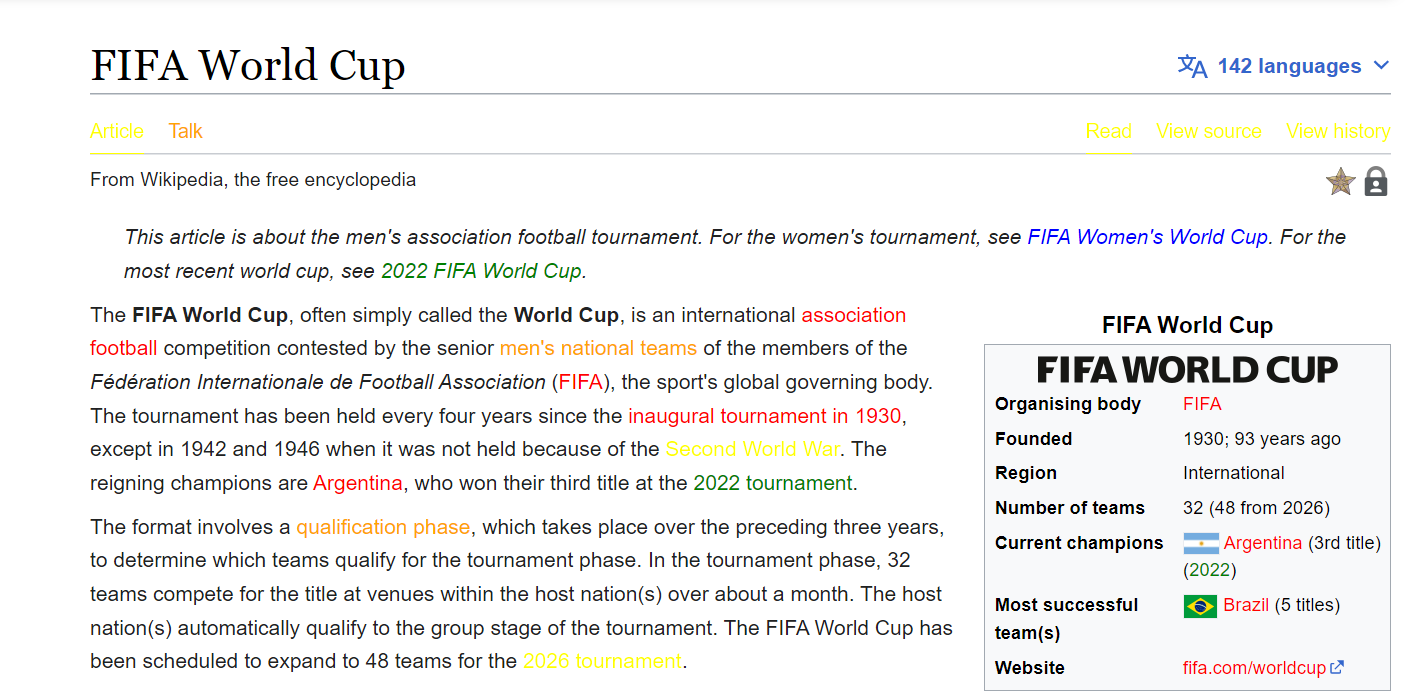 FIFA World Cup
142 languages
Article Talk
Read View source View history
From Wikipedia, the free encyclopedia
This article is about the men's association football tournament. For the women's tournament, see FIFA Women's World Cup. For the
most recent world cup, see 2022 FIFA World Cup.
The FIFA World Cup, often simply called the World Cup, is an international association
football competition contested by the senior men's national teams of the members of the
Fédération Internationale de Football Association (FIFA), the sport's global governing body.
The tournament has been held every four years since the inaugural tournament in 1930,
except in 1942 and 1946 when it was not held because of the Second World War. The
reigning champions are Argentina, who won their third title at the 2022 tournament.
The format involves a qualification phase, which takes place over the preceding three years,
to determine which teams qualify for the tournament phase. In the tournament phase, 32
teams compete for the title at venues within the host nation(s) over about a month. The host
nation(s) automatically qualify to the group stage of the tournament. The FIFA World Cup has
been scheduled to expand to 48 teams for the 2026 tournament.
FIFA World Cup
FIFA WORLD CUP
Organising body FIFA
Founded 1930; 93 years ago
Region International
Number of teams 32 (48 from 2026)
Current champions Argentina (3rd title)
(2022)
Most successful Brazil (5 titles)
team(s)
Website fifa.com/worldcup